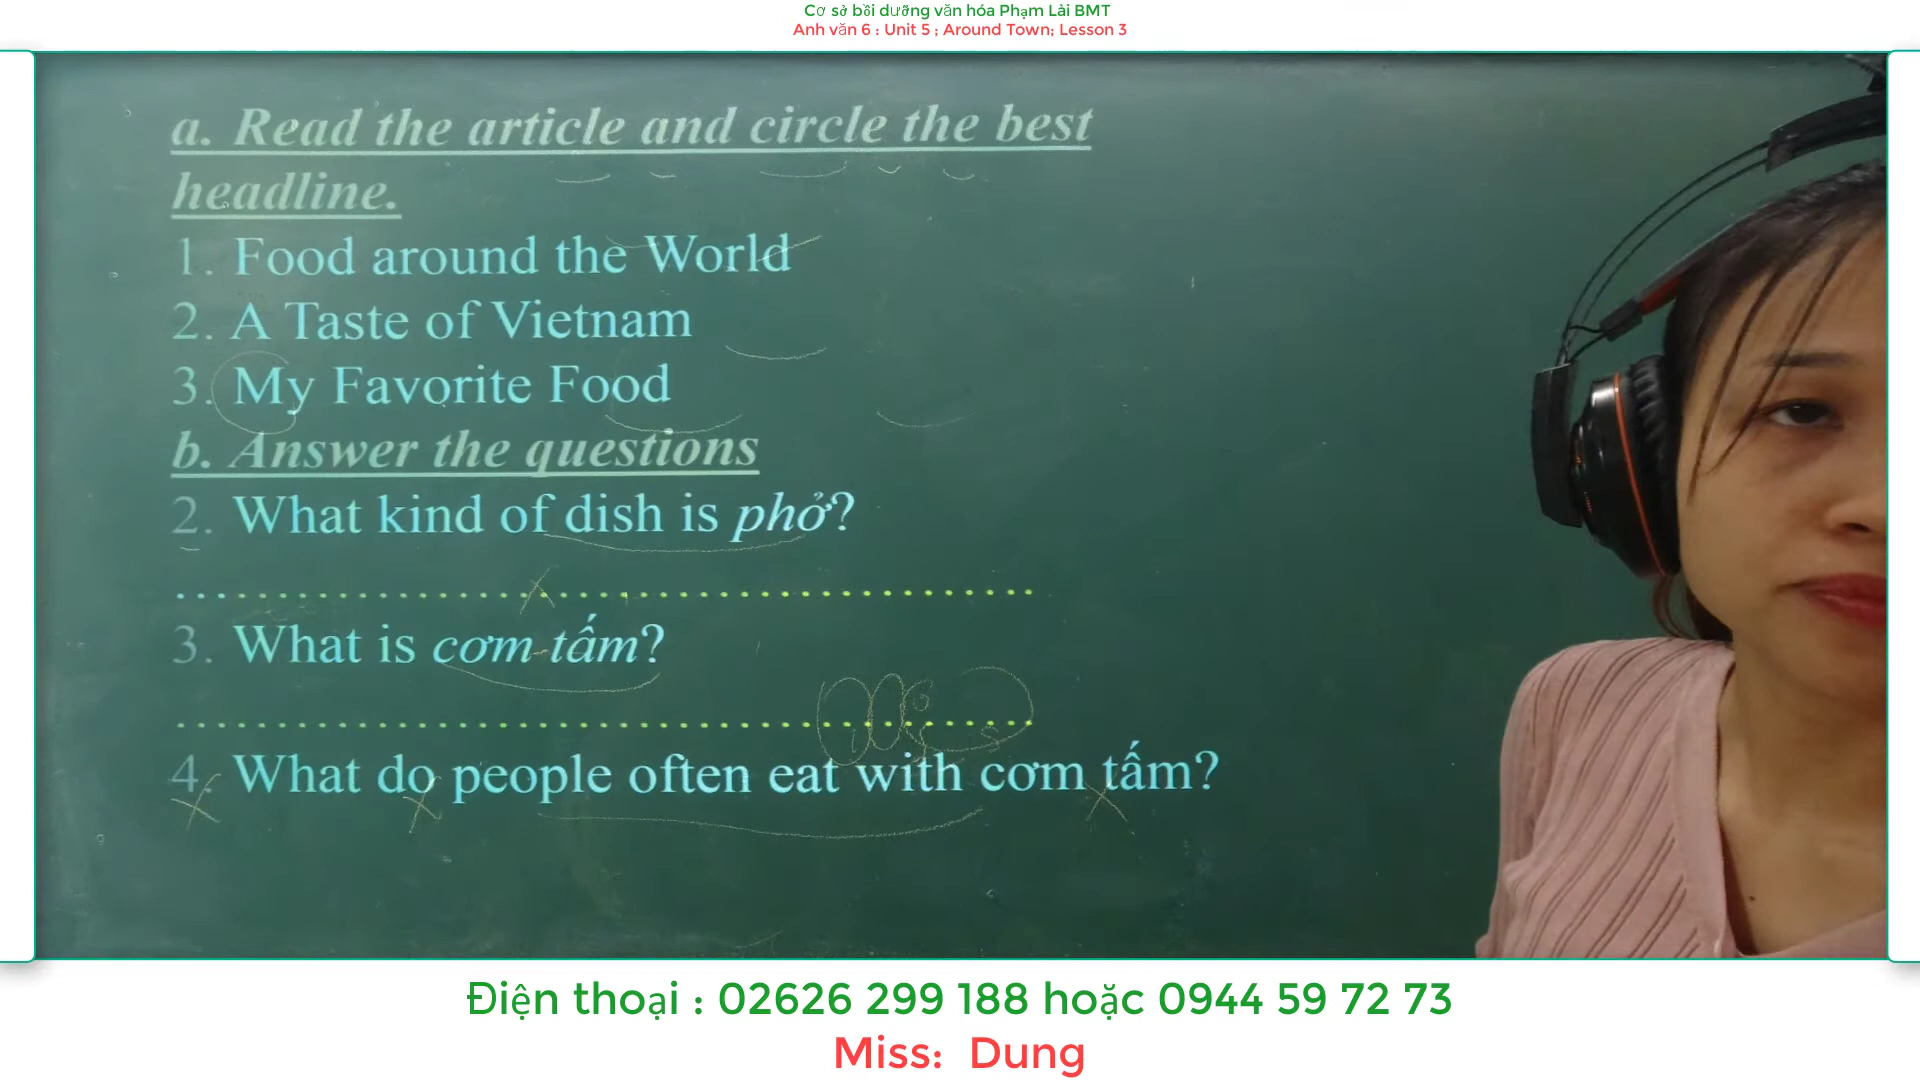 Cơ sở bồi dưỡng văn hóa Phạm Lài BMT
Anh văn 6 : Unit 5 ; Around Town; Lesson 3
a. Read the article and circle the best
headline.
1. Food around the World
2. A Taste of Vietnam
3. My Favorite Food
b. Answer the questions
2. What kind of dish is phở?
3. What is cơm tấm?
4. What do people often eat with cơm tấm?
Điện thoại : 02626 299 188 hoặc 0944 59 72 73
Miss: Dung